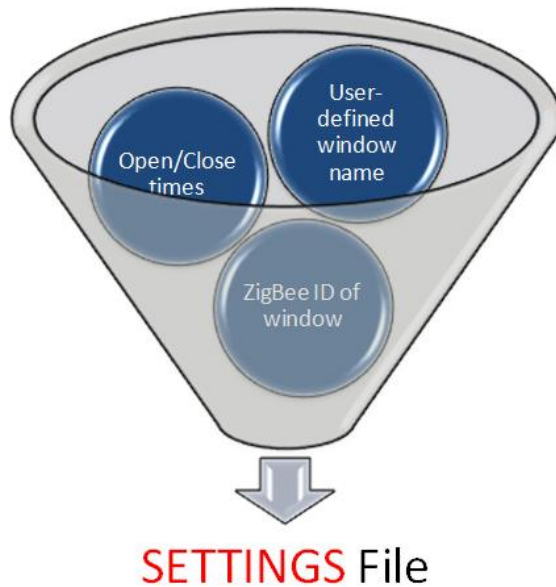 User-
defined
window
name
Open/Close
times
ZigBee ID of
window
SETTINGS File